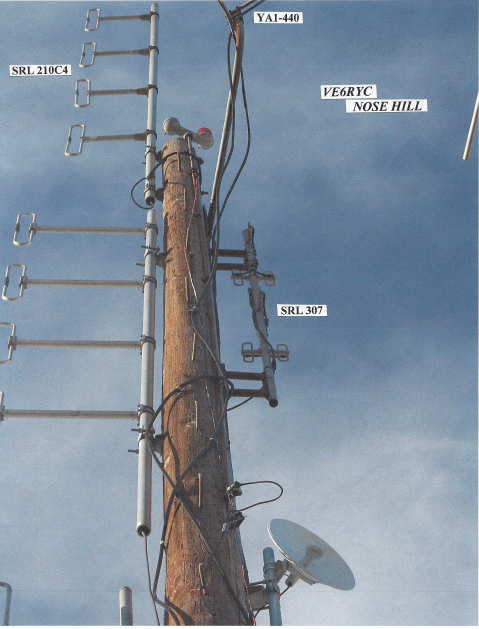 YA1-440
SRL 210C4
VE6RYC
NOSE HILL
SRL 307